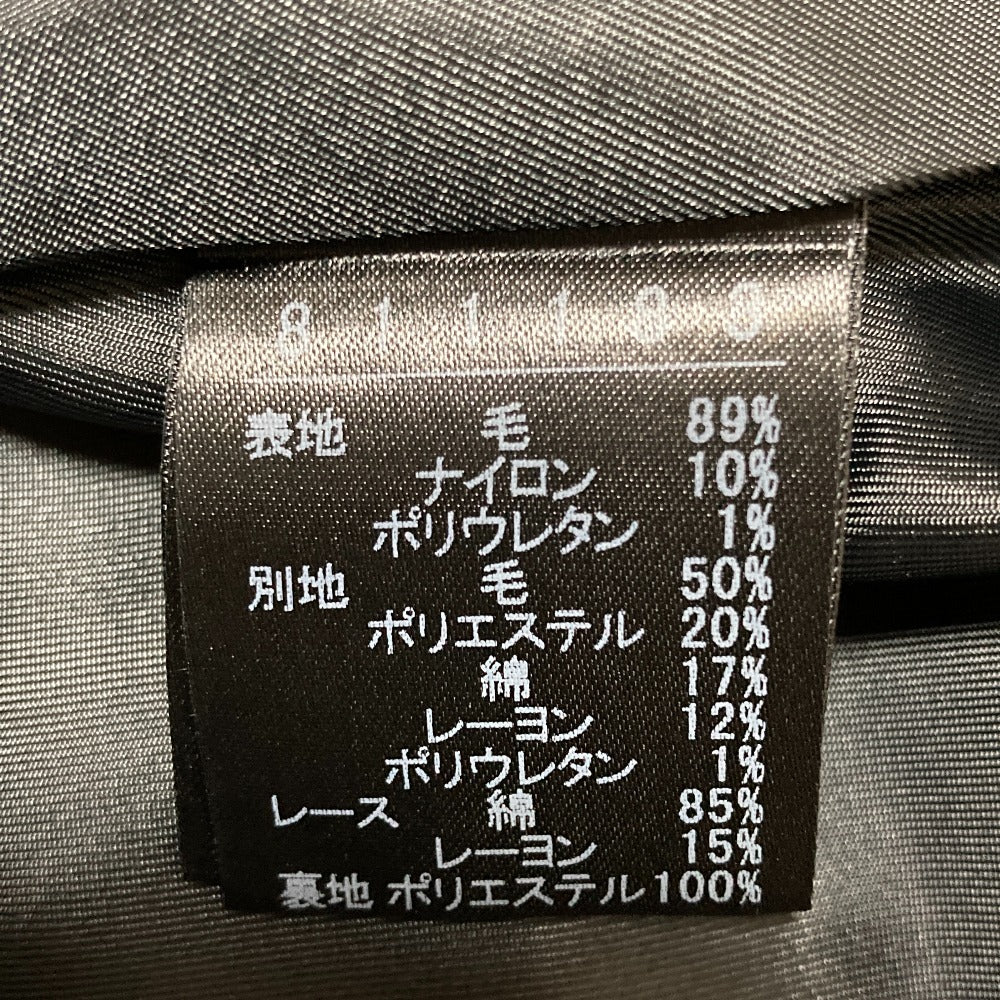 表地 毛 89%
ナイロン 10%
ポリウレタン 1%
別地 毛 50%
ポリエステル 20%
綿 17%
レーヨン 12%
ポリウレタン 1%
レース 綿 85%
レーヨン 15%
裏地 ポリエステル100%